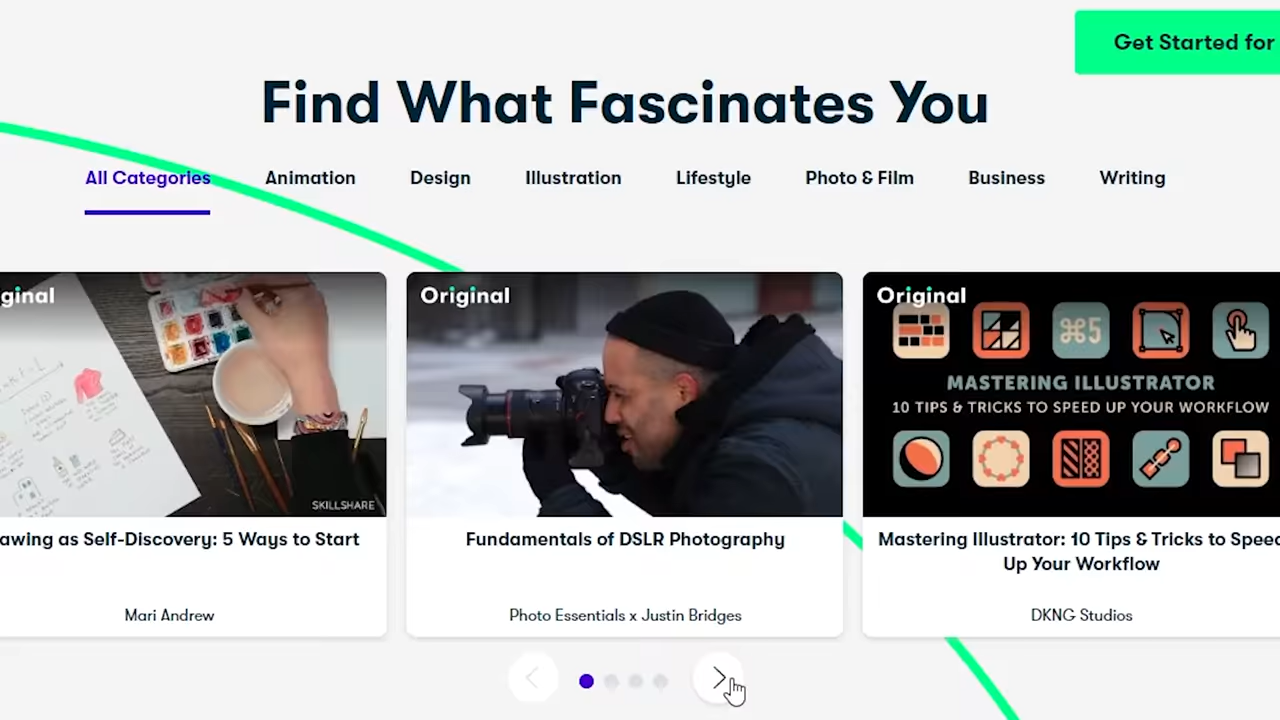 Get Started for
Find What Fascinates You
All Categories
Animation
Design
Illustration
Lifestyle
Photo & Film
Business
Writing
ginal
SKILLSHARE
awing as Self-Discovery: 5 Ways to Start
Mari Andrew
Original
Fundamentals of DSLR Photography
Photo Essentials x Justin Bridges
Original
⌘5
MASTERING ILLUSTRATOR
10 TIPS & TRICKS TO SPEED UP YOUR WORKFLOW
Mastering Illustrator: 10 Tips & Tricks to Speed
Up Your Workflow
DKNG Studios